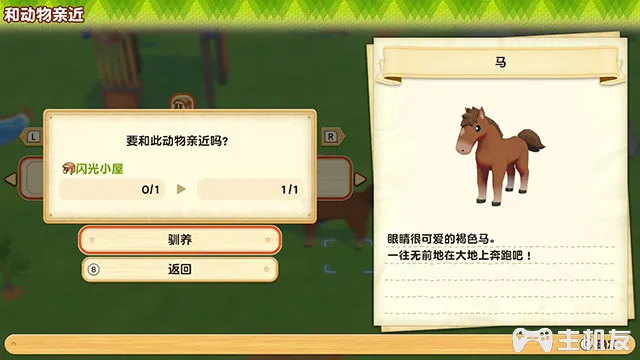 和动物亲近
马
L
R
要和此动物亲近吗?
闪光小屋
0/1
1/1
驯养
B 返回
眼睛很可爱的褐色马。
一往无前地在大地上奔跑吧！
主机友